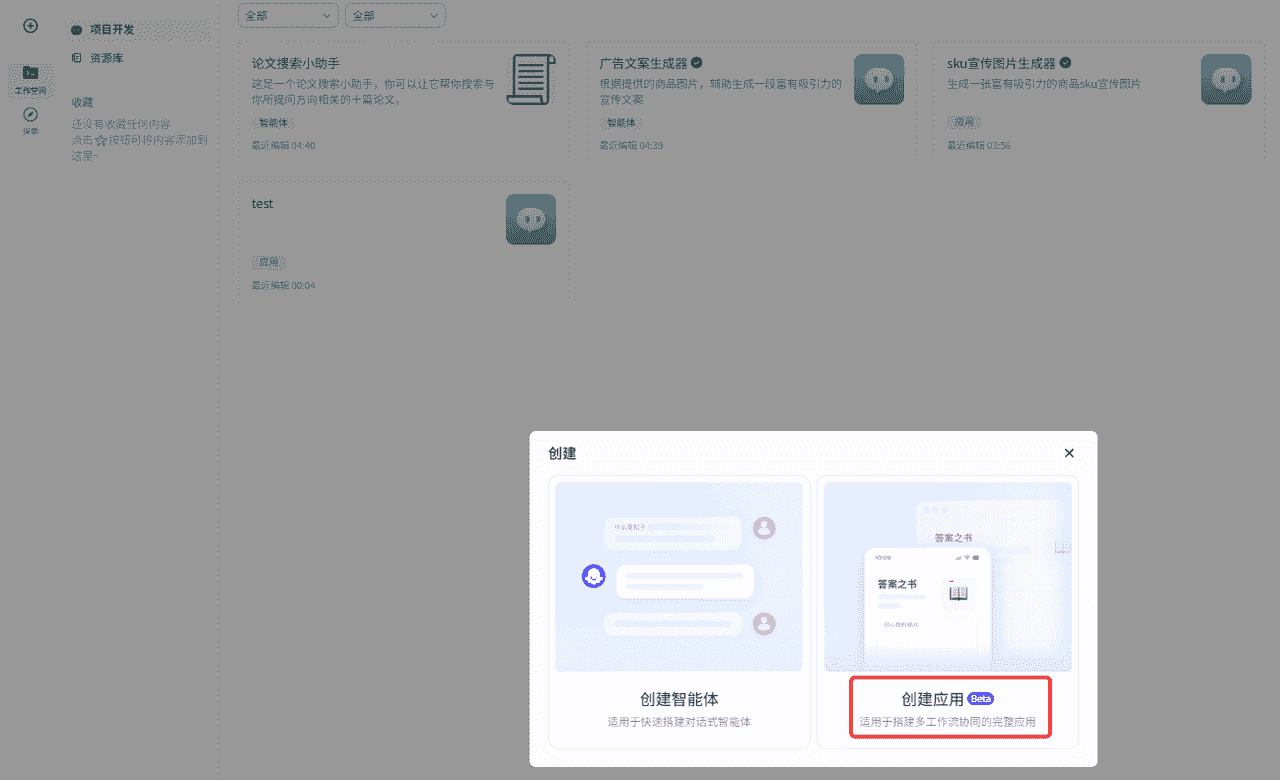 全部
全部
项目开发
资源库
工作空间
探索
收藏
还没有收藏任何内容
点击☆按钮可将内容添加到
这里~
论文搜索小助手
这是一个论文搜索小助手，你可以让它帮你搜索与
你所提问方向相关的十篇论文。
智能体
最近编辑 04:40
广告文案生成器
根据提供的商品图片，辅助生成一段富有吸引力的
宣传文案
智能体
最近编辑 04:39
sku宣传图片生成器
生成一张富有吸引力的商品sku宣传图片
应用
最近编辑 03:56
test
应用
最近编辑 00:04
创建
什么是扣子
创建智能体
适用于快速搭建对话式智能体
答案之书
答案之书
创建应用 Beta
适用于搭建多工作流协同的完整应用